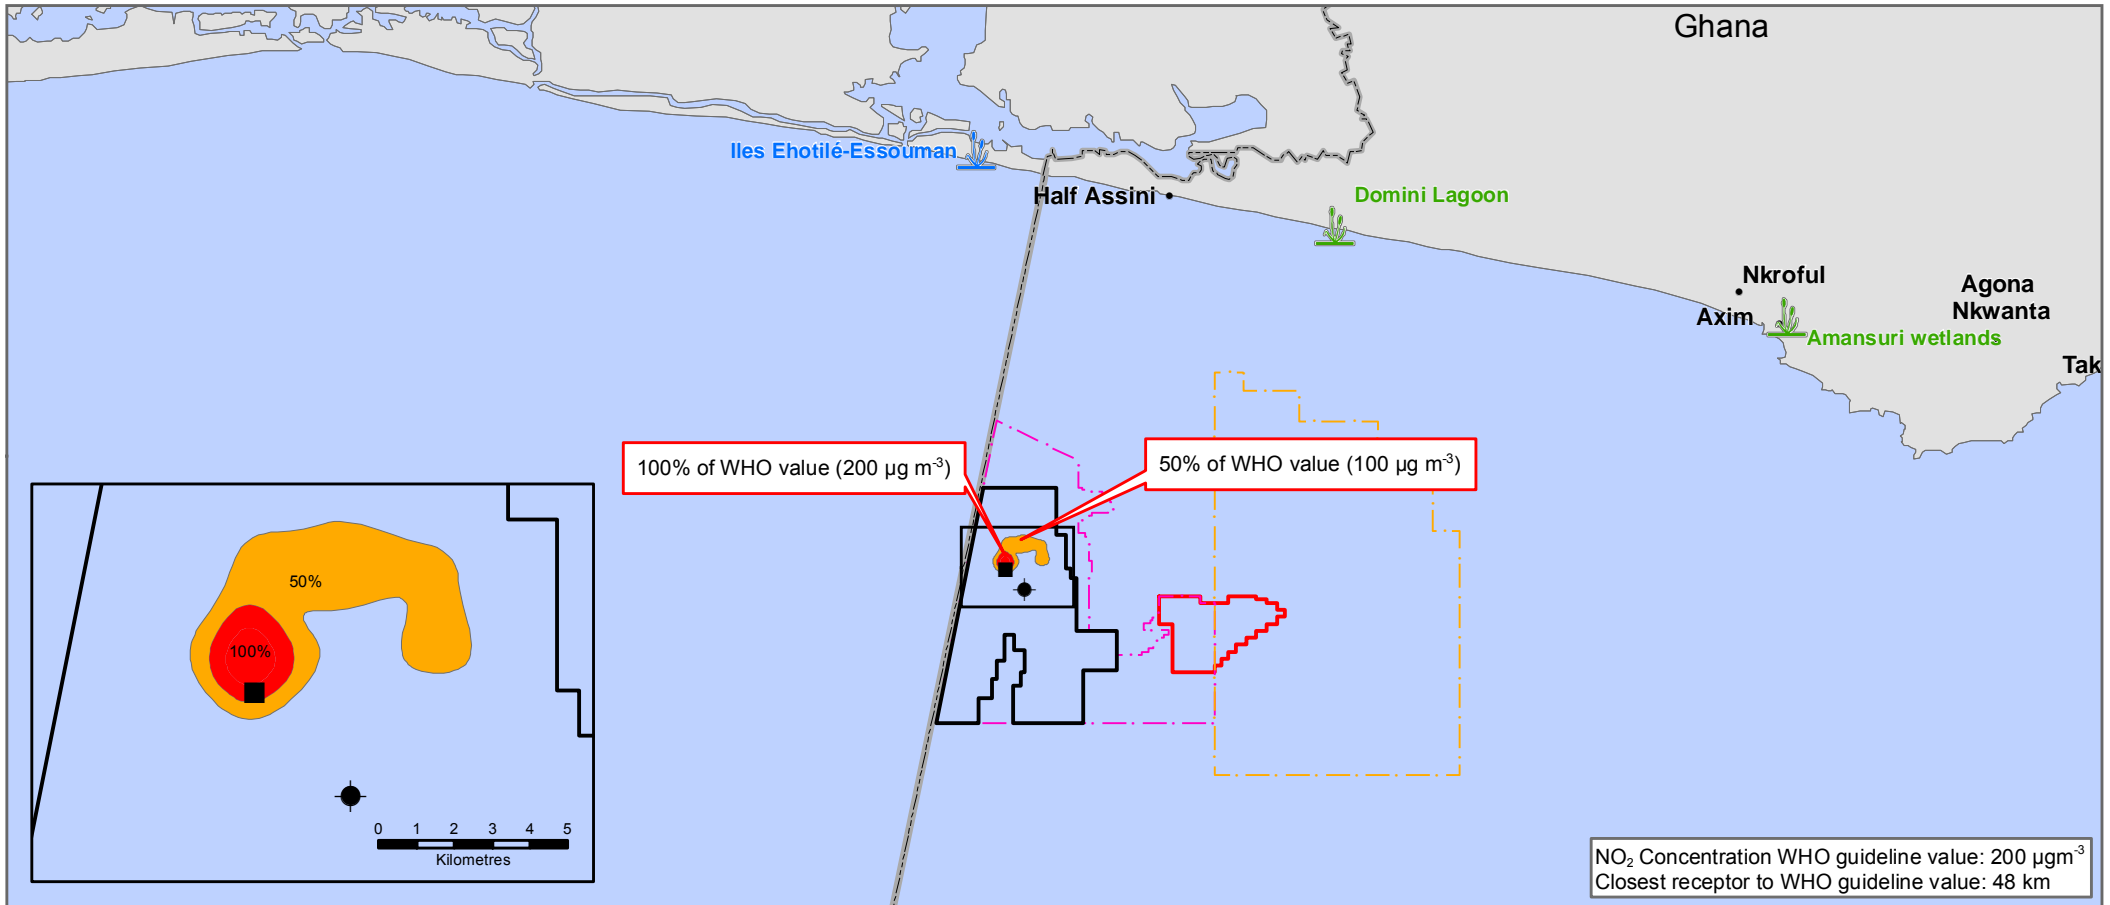 Ghana
Iles Ehotilé-Essouman
Half Assini
Domini Lagoon
Nkroful
Axim
Agona
Nkwanta
Amansuri wetlands
Tak
100% of WHO value (200 µg m⁻³)
50% of WHO value (100 µg m⁻³)
50%
100%
0 1 2 3 4 5
Kilometres
NO₂ Concentration WHO guideline value: 200 µgm⁻³
Closest receptor to WHO guideline value: 48 km